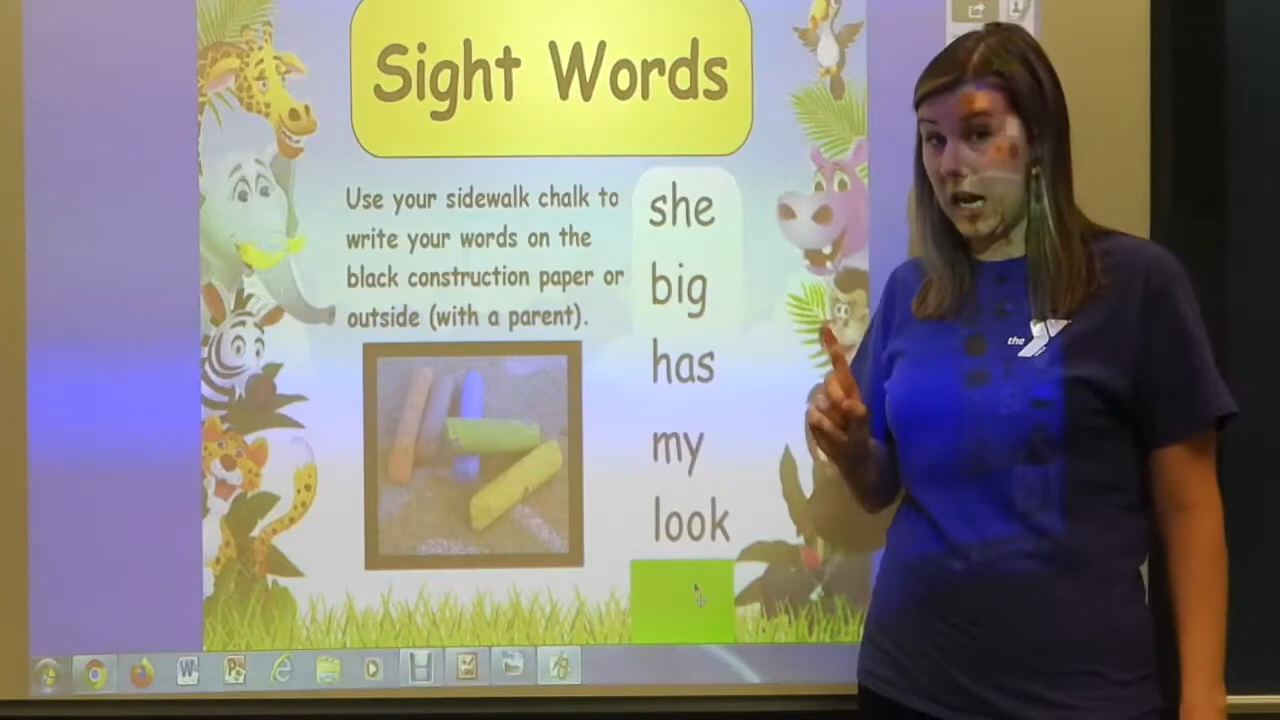 Sight Words
Use your sidewalk chalk to
write your words on the
black construction paper or
outside (with a parent).
she
big
has
my
look
the Y